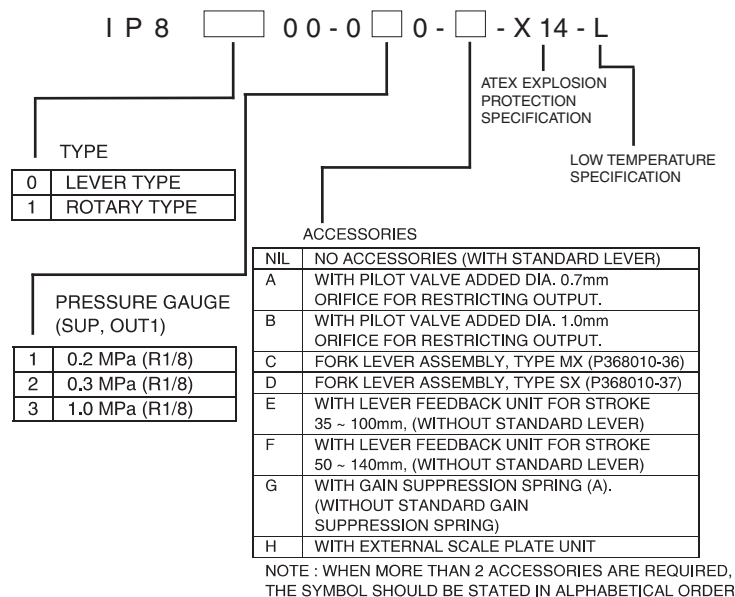 IP8 00-0 0- -X14-L
ATEX EXPLOSION
PROTECTION
SPECIFICATION
LOW TEMPERATURE
SPECIFICATION
TYPE
0 LEVER TYPE
1 ROTARY TYPE
PRESSURE GAUGE
(SUP, OUT1)
1 0.2 MPa (R1/8)
2 0.3 MPa (R1/8)
3 1.0 MPa (R1/8)
ACCESSORIES
NIL NO ACCESSORIES (WITH STANDARD LEVER)
A WITH PILOT VALVE ADDED DIA. 0.7mm
ORIFICE FOR RESTRICTING OUTPUT.
B WITH PILOT VALVE ADDED DIA. 1.0mm
ORIFICE FOR RESTRICTING OUTPUT.
C FORK LEVER ASSEMBLY, TYPE MX (P368010-36)
D FORK LEVER ASSEMBLY, TYPE SX (P368010-37)
E WITH LEVER FEEDBACK UNIT FOR STROKE
35 ~ 100mm, (WITHOUT STANDARD LEVER)
F WITH LEVER FEEDBACK UNIT FOR STROKE
50 ~ 140mm, (WITHOUT STANDARD LEVER)
G WITH GAIN SUPPRESSION SPRING (A).
(WITHOUT STANDARD GAIN
SUPPRESSION SPRING)
H WITH EXTERNAL SCALE PLATE UNIT
NOTE : WHEN MORE THAN 2 ACCESSORIES ARE REQUIRED,
THE SYMBOL SHOULD BE STATED IN ALPHABETICAL ORDER